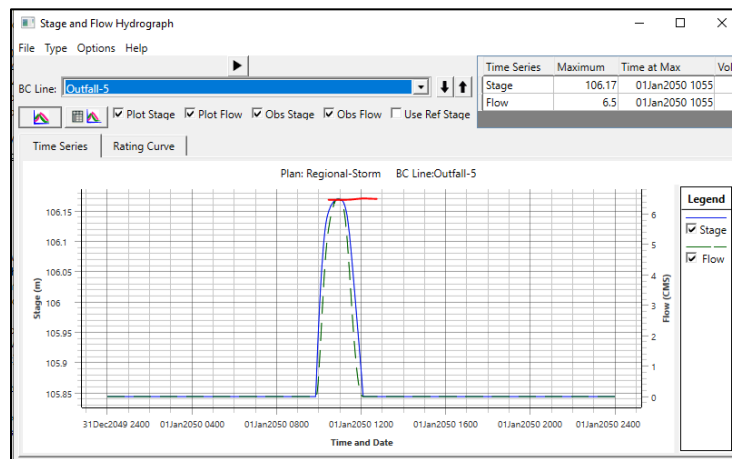 Stage and Flow Hydrograph
File Type Options Help
BC Line: Outfall-5
Plot Stage Plot Flow Obs Stage Obs Flow Use Ref Stage
Time Series Maximum Time at Max Vol
Stage 106.17 01Jan2050 1055
Flow 6.5 01Jan2050 1055
Time Series Rating Curve
Plan: Regional-Storm BC Line:Outfall-5
Stage (m)
106.15
106.1
106.05
106
105.95
105.9
105.85
6
5
4
3
2
1
0
Flow (CMS)
31Dec2049 2400 01Jan2050 0400 01Jan2050 0800 01Jan2050 1200 01Jan2050 1600 01Jan2050 2000 01Jan2050 2400
Time and Date
Legend
Stage
Flow